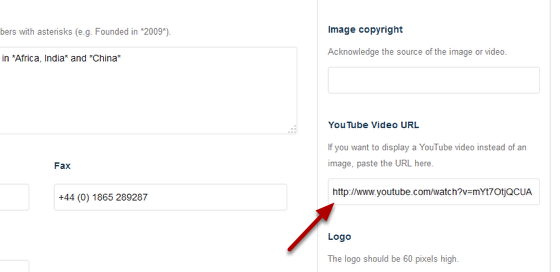 bers with asterisks (e.g. Founded in *2009*).
in *Africa, India* and *China*
Fax
+44 (0) 1865 289287
Image copyright
Acknowledge the source of the image or video.
YouTube Video URL
If you want to display a YouTube video instead of an
image, paste the URL here.
http://www.youtube.com/watch?v=mYt7OtjQCUA
Logo
The logo should be 60 pixels high.